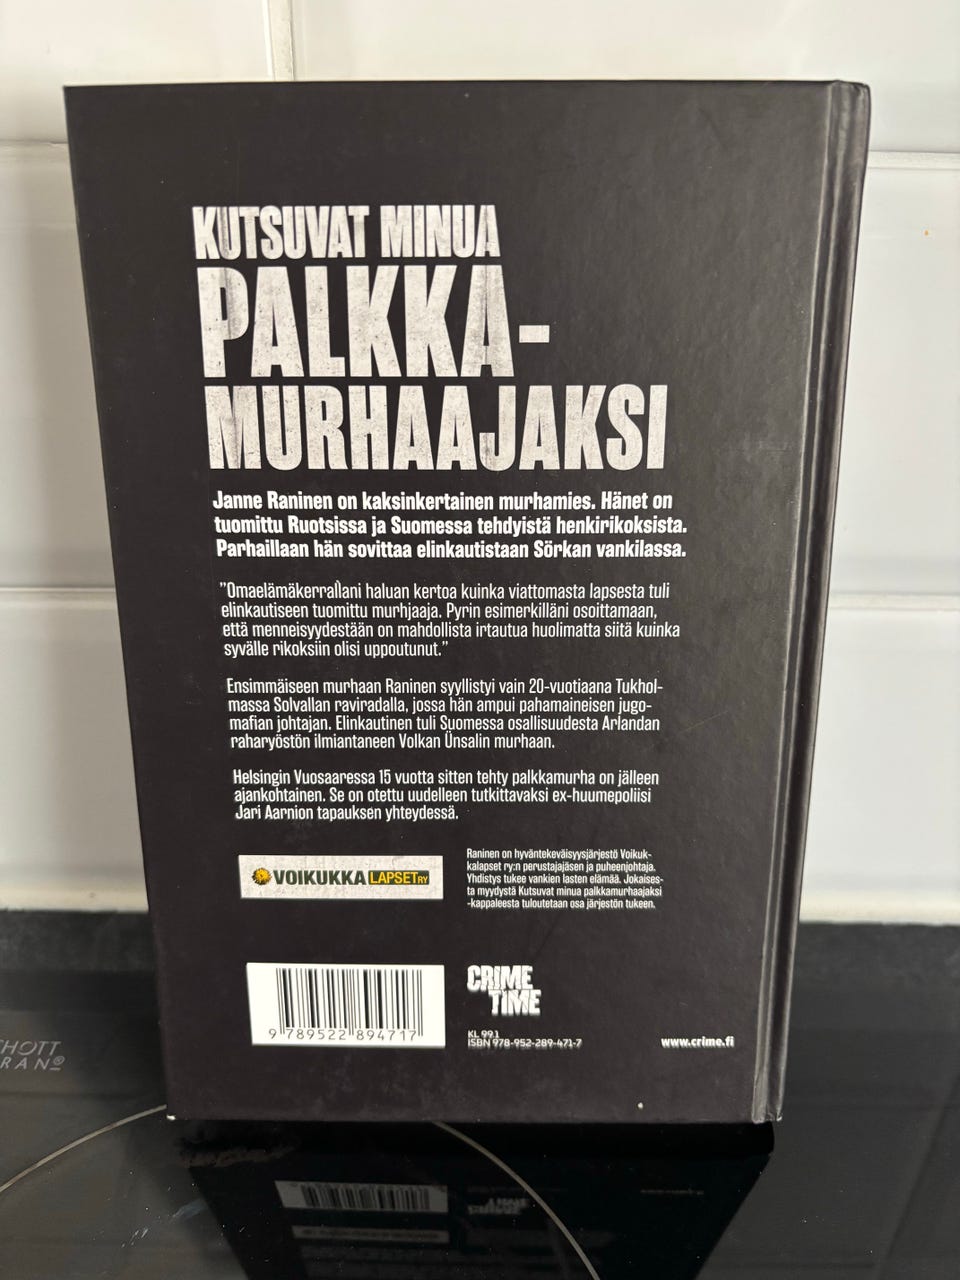 KUTSUVAT MINUA
PALKKA-
MURHAAJAKSI
Janne Raninen on kaksinkertainen murhamies. Hänet on
tuomittu Ruotsissa ja Suomessa tehdyistä henkirikoksista.
Parhaillaan hän sovittaa elinkautistaan Sörkan vankilassa.
"Omaelämäkerrallani haluan kertoa kuinka viattomasta lapsesta tuli
elinkautiseen tuomittu murhjaaja. Pyrin esimerkilläni osoittamaan,
että menneisyydestään on mahdollista irtautua huolimatta siitä kuinka
syvälle rikoksiin olisi uppoutunut."
Ensimmäiseen murhaan Raninen syyllistyi vain 20-vuotiaana Tukhol-
massa Solvallan raviradalla, jossa hän ampui pahamaineisen jugo-
mafian johtajan. Elinkautinen tuli Suomessa osallisuudesta Arlandan
raharyöstön ilmiantaneen Volkan Ünsalin murhaan.
Helsingin Vuosaaressa 15 vuotta sitten tehty palkkamurha on jälleen
ajankohtainen. Se on otettu uudelleen tutkittavaksi ex-huumepoliisi
Jari Aarnion tapauksen yhteydessä.
VOIKUKKA LAPSET RY
Raninen on hyväntekeväisyysjärjestö Voikuk-
kalapset ry:n perustajajäsen ja puheenjohtaja.
Yhdistys tukee vankien lasten elämää. Jokaises-
ta myydystä Kutsuvat minua palkkamurhaajaksi
-kappaleesta tuloutetaan osa järjestön tukeen.
CRIME
TIME
9 789522 894717
KL 99.1
ISBN 978-952-289-471-7
www.crime.fi
HOTT
RAN®